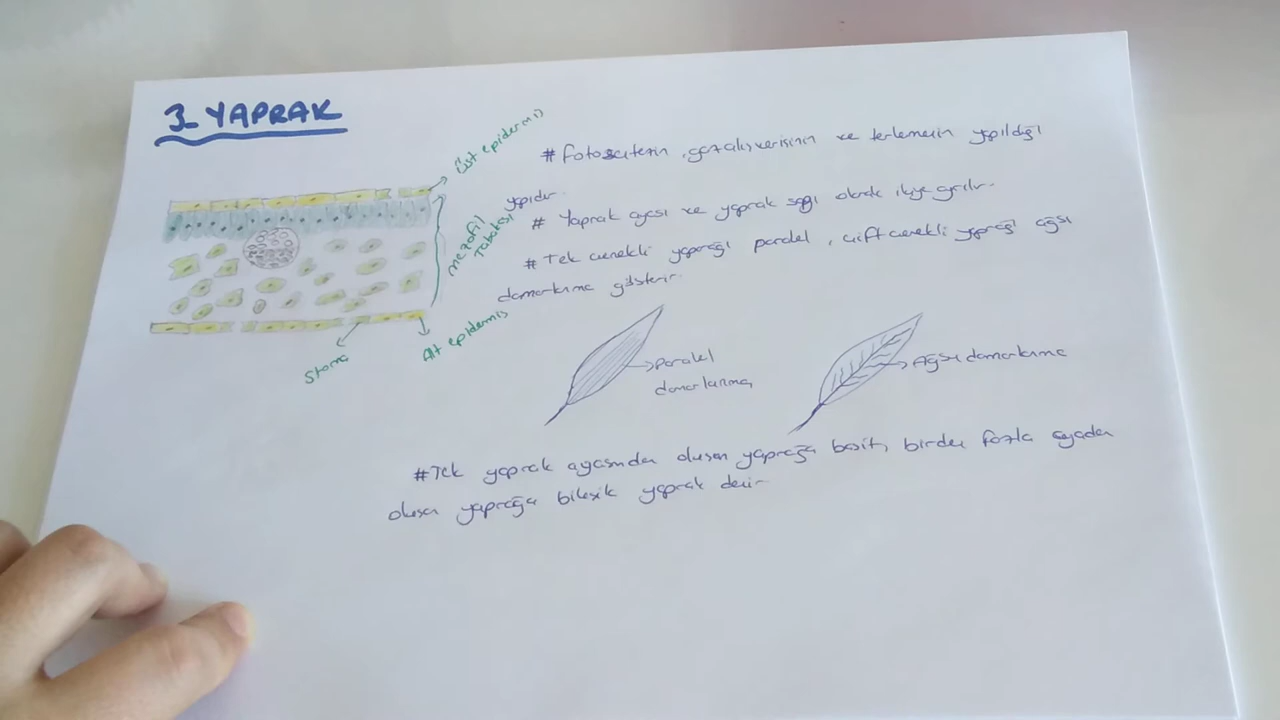 3- YAPRAK
Üst epidermis
mezofil
tabakası
Alt epidermis
Stoma
# Fotosentezin, gaz alışverişinin ve terlemenin yapıldığı
yapıdır.
# Yaprak ayası ve yaprak sapı olarak ikiye ayrılır.
# Tek çenekli yaprağı paralel, çift çenekli yaprağı ağsı
damarlanma gösterir.
paralel
damarlanma
Ağsı damarlanma
# Tek yaprak ayasından oluşan yaprağa basit, birden fazla ayadan
oluşan yaprağa bileşik yaprak denir